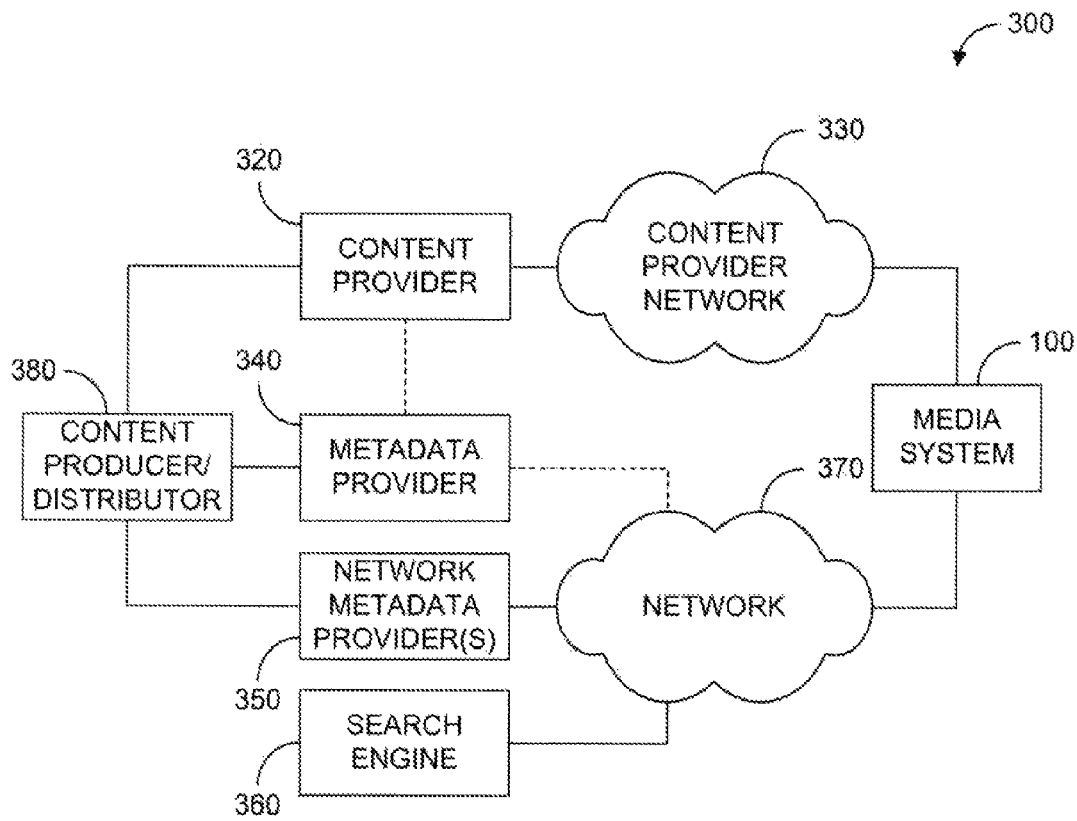 300
330
320
CONTENT
PROVIDER
CONTENT
PROVIDER
NETWORK
340
100
380
CONTENT
PRODUCER/
DISTRIBUTOR
METADATA
PROVIDER
MEDIA
SYSTEM
370
NETWORK
METADATA
PROVIDER(S)
NETWORK
350
SEARCH
ENGINE
360